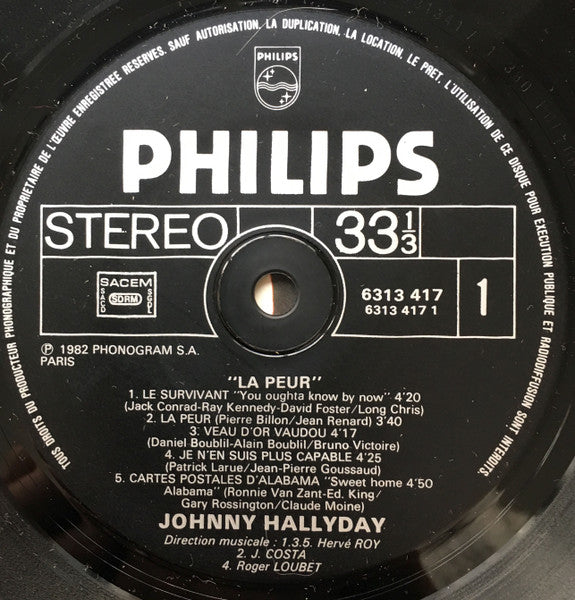 TOUS DROITS DU PRODUCTEUR PHONOGRAPHIQUE ET DU PROPRIETAIRE DE L'ŒUVRE ENREGISTREE RESERVES. SAUF AUTORISATION, LA DUPLICATION, LA LOCATION, LE PRET, L'UTILISATION DE CE DISQUE POUR EXECUTION PUBLIQUE ET RADIODIFFUSION SONT INTERDITS
PHILIPS
PHILIPS
STEREO 33 1/3
SACEM
SACD SDRM SGDL
6313 417
6313 417 1
1
℗ 1982 PHONOGRAM S.A.
PARIS
"LA PEUR"
1. LE SURVIVANT "You oughta know by now" 4'20
(Jack Conrad-Ray Kennedy-David Foster/Long Chris)
2. LA PEUR (Pierre Billon/Jean Renard) 3'40
3. VEAU D'OR VAUDOU 4'17
(Daniel Boublil-Alain Boublil/Bruno Victoire)
4. JE N'EN SUIS PLUS CAPABLE 4'25
(Patrick Larue/Jean-Pierre Goussaud)
5. CARTES POSTALES D'ALABAMA "Sweet home 4'50
Alabama" (Ronnie Van Zant-Ed. King/
Gary Rossington/Claude Moine)
JOHNNY HALLYDAY
Direction musicale : 1.3.5. Hervé ROY
2. J. COSTA
4. Roger LOUBET